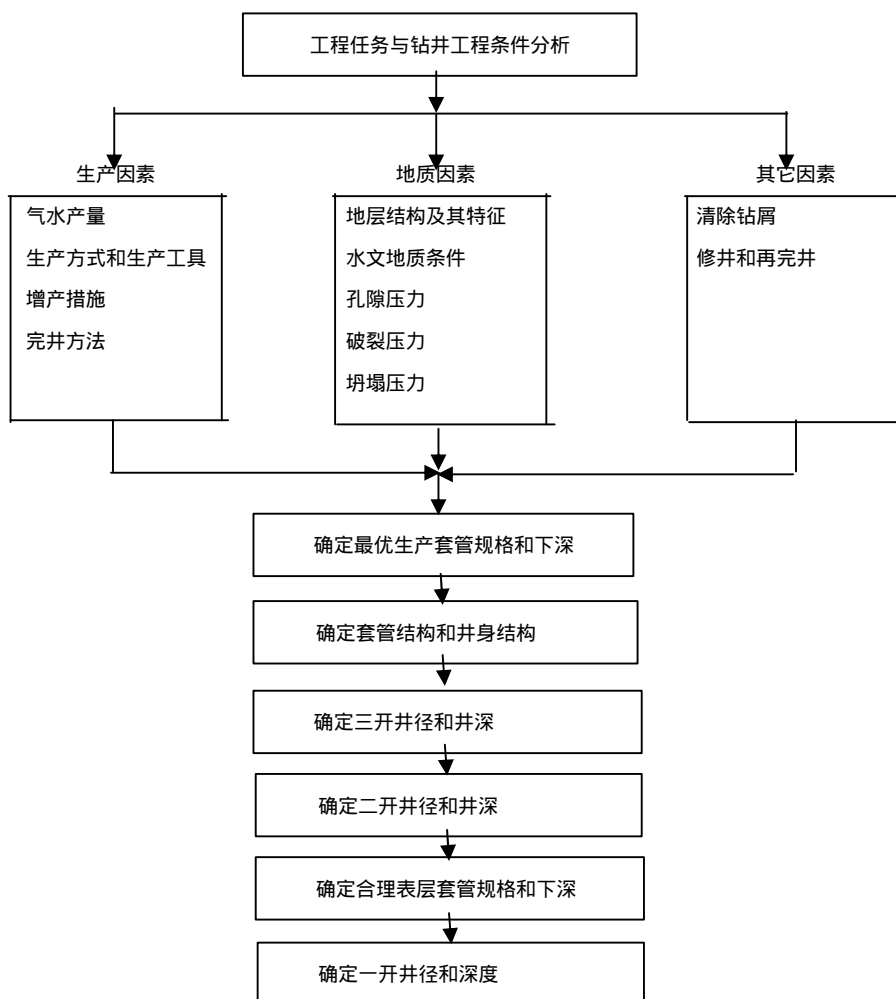 工程任务与钻井工程条件分析
生产因素
气水产量
生产方式和生产工具
增产措施
完井方法
地质因素
地层结构及其特征
水文地质条件
孔隙压力
破裂压力
坍塌压力
其它因素
清除钻屑
修井和再完井
确定最优生产套管规格和下深
确定套管结构和井身结构
确定三开井径和井深
确定二开井径和井深
确定合理表层套管规格和下深
确定一开井径和深度